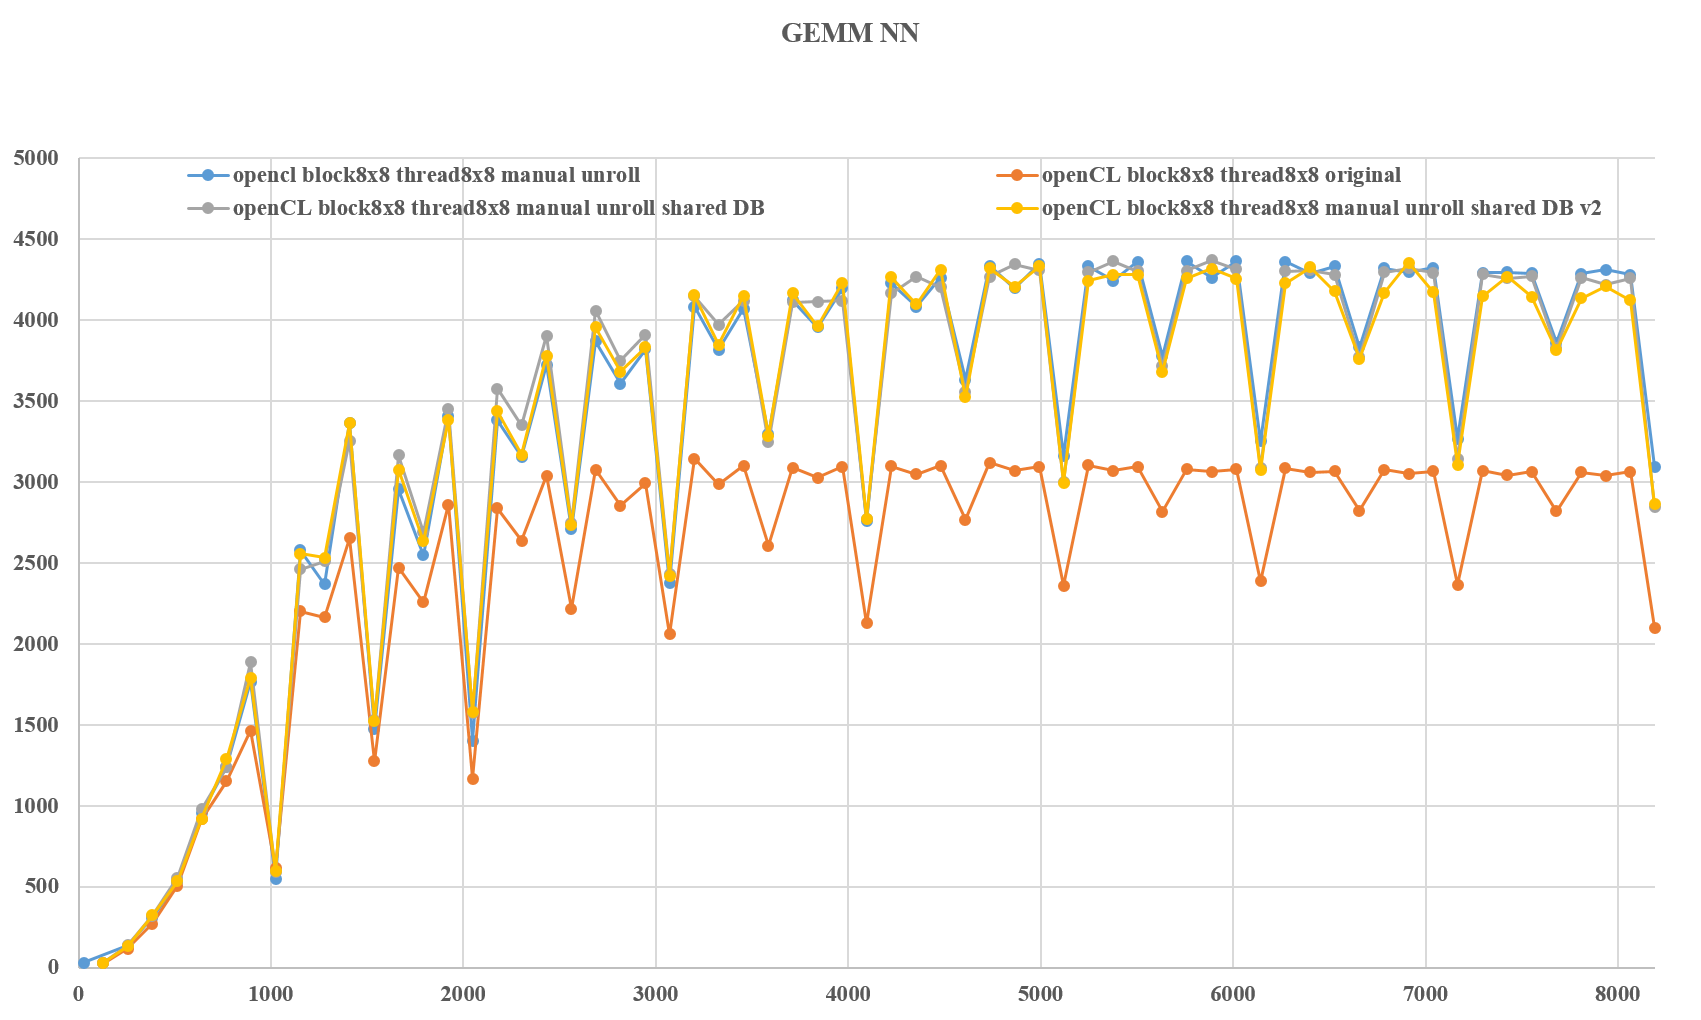 GEMM NN
5000
opencl block8x8 thread8x8 manual unroll
openCL block8x8 thread8x8 original
openCL block8x8 thread8x8 manual unroll shared DB
openCL block8x8 thread8x8 manual unroll shared DB v2
4500
4000
3500
3000
2500
2000
1500
1000
500
0
0 1000 2000 3000 4000 5000 6000 7000 8000